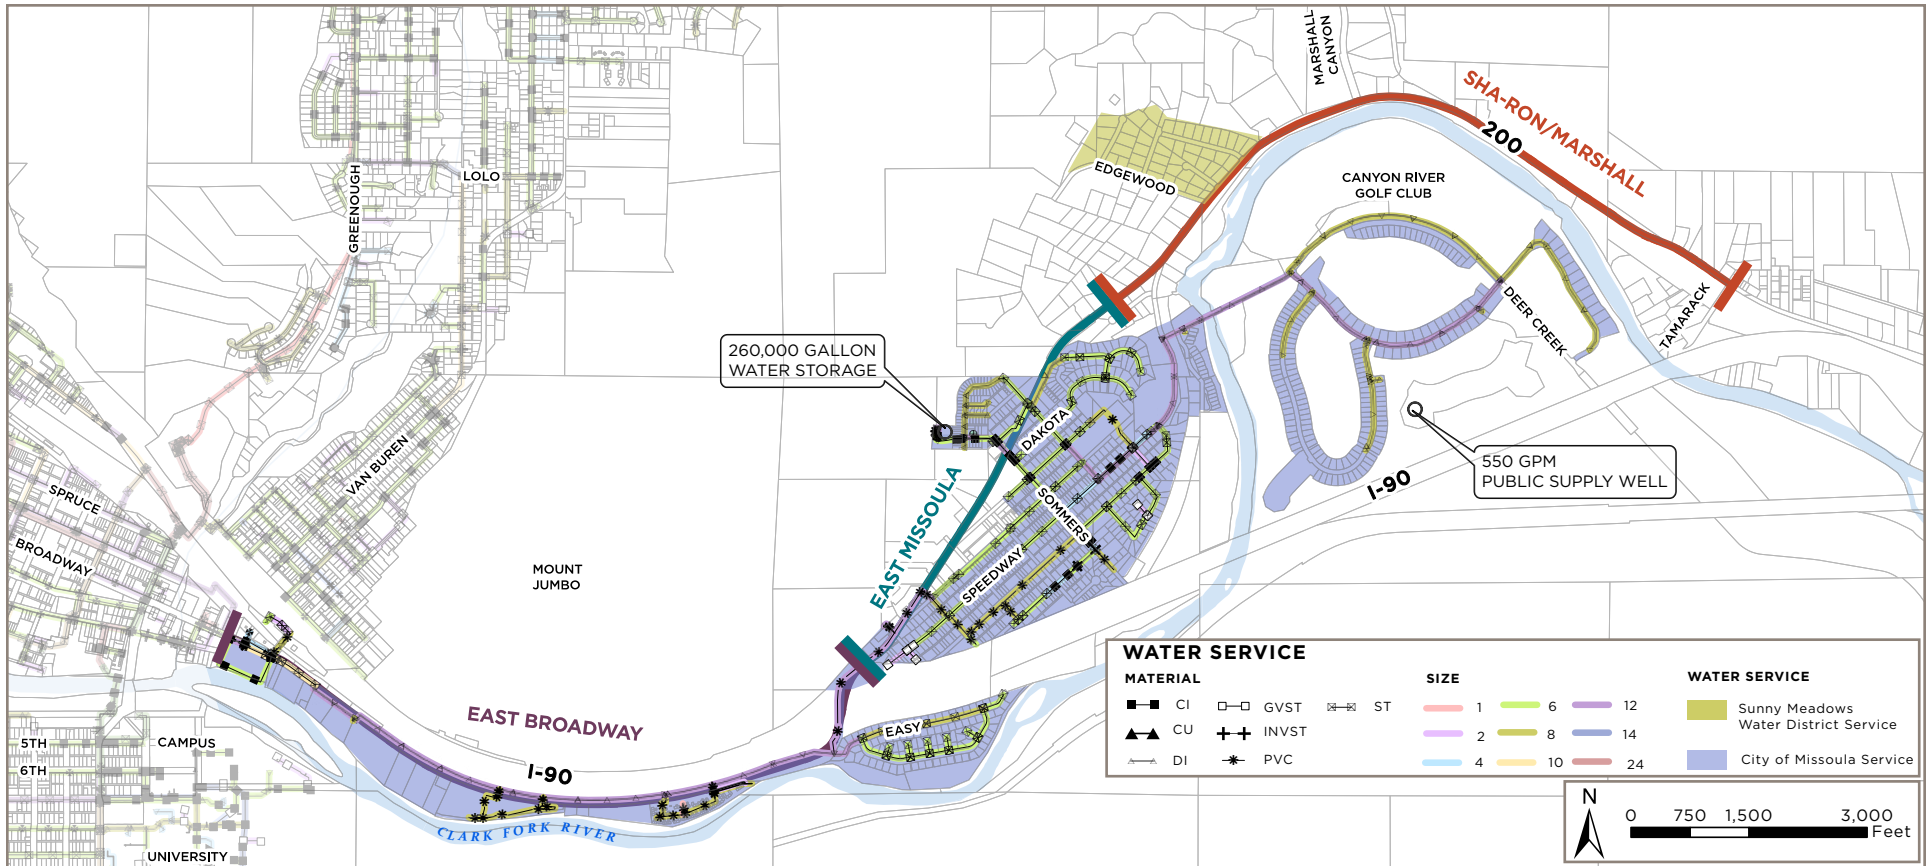 MARSHALL
CANYON
SHA-RON/MARSHALL
200
GREENOUGH
LOLO
EDGEWOOD
CANYON RIVER
GOLF CLUB
DEER CREEK
TAMARACK
260,000 GALLON
WATER STORAGE
DAKOTA
VAN BUREN
SPRUCE
BROADWAY
EAST MISSOULA
SOMMERS
SPEEDWAY
I-90
550 GPM
PUBLIC SUPPLY WELL
MOUNT
JUMBO
EAST BROADWAY
I-90
EASY
CLARK FORK RIVER
5TH
6TH
CAMPUS
UNIVERSITY
WATER SERVICE
MATERIAL
CI
CU
DI
GVST
INVST
PVC
ST
SIZE
1
2
4
6
8
10
12
14
24
WATER SERVICE
Sunny Meadows
Water District Service
City of Missoula Service
N
0 750 1,500 3,000
Feet